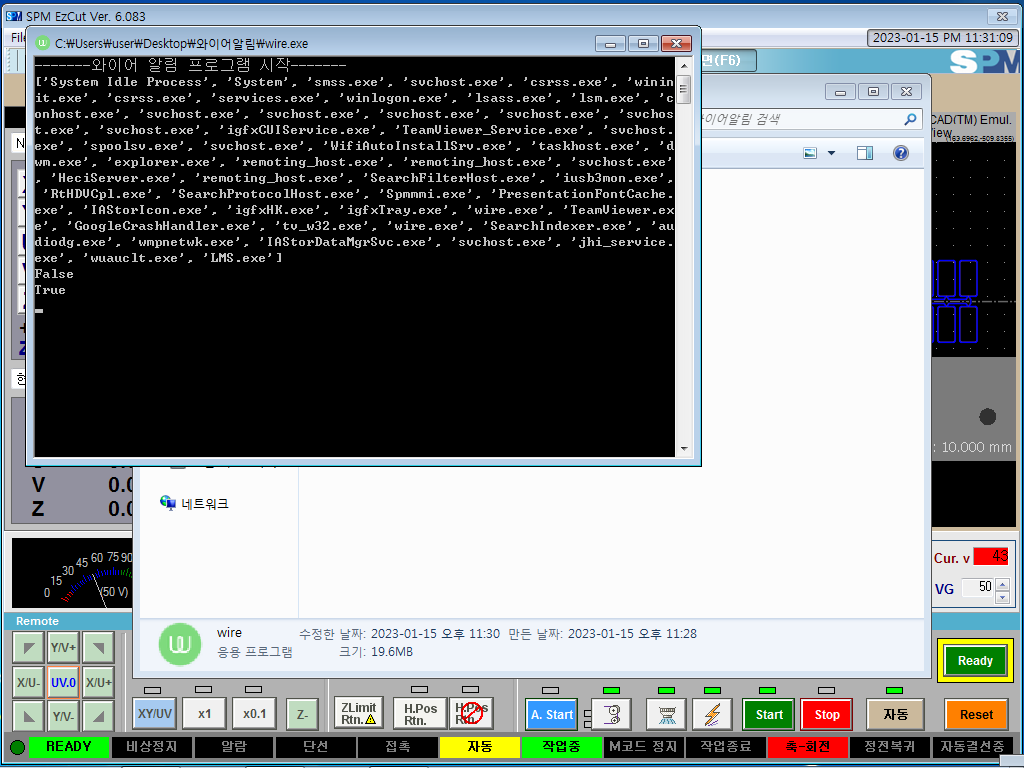 SPM EzCut Ver. 6.083
File
2023-01-15 PM 11:31:09
C:₩Users₩user₩Desktop₩와이어알림₩wire.exe
면(F6)
SPM
-------와이어 알림 프로그램 시작-------
['System Idle Process', 'System', 'smss.exe', 'svchost.exe', 'csrss.exe', 'winin
it.exe', 'csrss.exe', 'services.exe', 'winlogon.exe', 'lsass.exe', 'lsm.exe', 'c
onhost.exe', 'svchost.exe', 'svchost.exe', 'svchost.exe', 'svchost.exe', 'svchos
t.exe', 'svchost.exe', 'igfxCUIService.exe', 'TeamViewer_Service.exe', 'svchost.
exe', 'spoolsv.exe', 'svchost.exe', 'WifiAutoInstallSrv.exe', 'taskhost.exe', 'd
wm.exe', 'explorer.exe', 'remoting_host.exe', 'remoting_host.exe', 'svchost.exe'
, 'HeciServer.exe', 'remoting_host.exe', 'SearchFilterHost.exe', 'iusb3mon.exe',
'RtHDVCpl.exe', 'SearchProtocolHost.exe', 'Spmmmi.exe', 'PresentationFontCache.
exe', 'IAStorIcon.exe', 'igfxHK.exe', 'igfxTray.exe', 'wire.exe', 'TeamViewer.ex
e', 'GoogleCrashHandler.exe', 'tv_w32.exe', 'wire.exe', 'SearchIndexer.exe', 'au
diodg.exe', 'wmpnetwk.exe', 'IAStorDataMgrSvc.exe', 'svchost.exe', 'jhi_service.
exe', 'wuauclt.exe', 'LMS.exe']
False
True
와이어알림 검색
CAD(TM) Emul.
View
: 10.000 mm
V 0.0
Z 0.0
네트워크
0 15 30 45 60 75 90
(50 V)
Cur. v 43
VG 50
wire 수정한 날짜: 2023-01-15 오후 11:30 만든 날짜: 2023-01-15 오후 11:28
응용 프로그램 크기: 19.6MB
Remote
Y/V+
X/U- UV.0 X/U+
Y/V-
Ready
XY/UV x1 x0.1 Z- ZLimit Rtn. H.Pos Rtn. H.Pos Rtn. A. Start Start Stop 자동 Reset
READY 비상정지 알람 단선 접촉 자동 작업중 M코드 정지 작업종료 축-회전 정전복귀 자동결선중